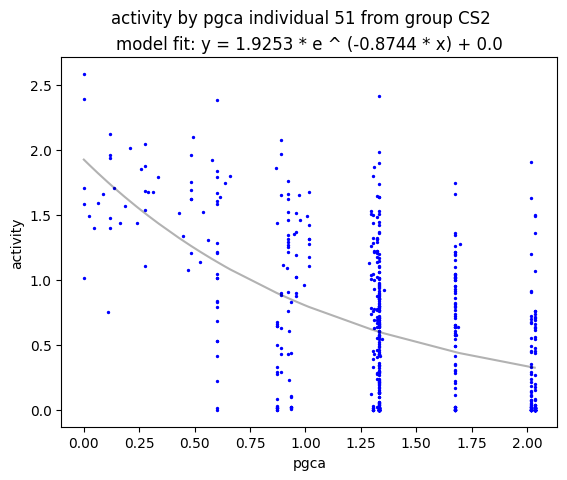 activity by pgca individual 51 from group CS2
model fit: y = 1.9253 * e ^ (-0.8744 * x) + 0.0
2.5
2.0
1.5
1.0
0.5
0.0
activity
0.00 0.25 0.50 0.75 1.00 1.25 1.50 1.75 2.00
pgca